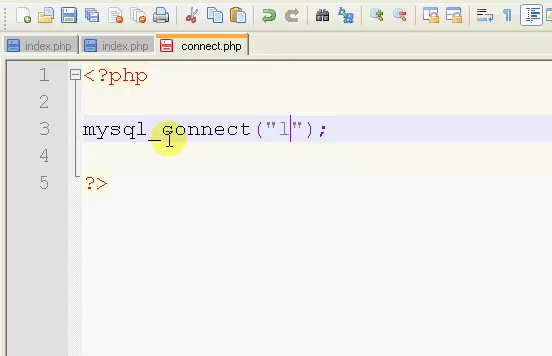 index.php index.php connect.php
1 <?php
2
3 mysql_connect("l");
4
5 ?>